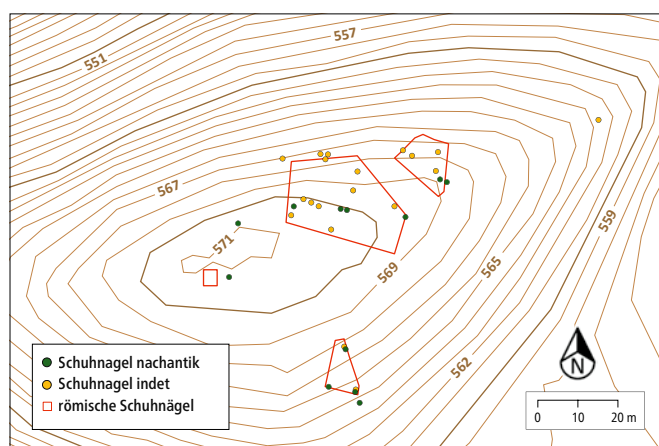 551
557
567
571
569
565
562
559
Schuhnagel nachantik
Schuhnagel indet
römische Schuhnägel
N
0 10 20 m